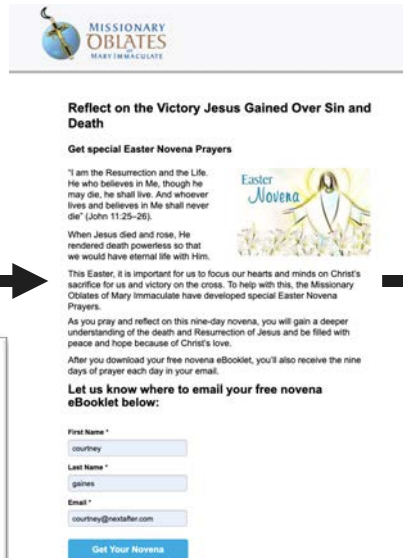 MISSIONARY
OBLATES
OF
MARY IMMACULATE
Reflect on the Victory Jesus Gained Over Sin and
Death
Get special Easter Novena Prayers
"I am the Resurrection and the Life.
He who believes in Me, though he
may die, he shall live. And whoever
lives and believes in Me shall never
die" (John 11:25–26).
When Jesus died and rose, He
rendered death powerless so that
we would have eternal life with Him.
Easter
Novena
This Easter, it is important for us to focus our hearts and minds on Christ's
sacrifice for us and victory on the cross. To help with this, the Missionary
Oblates of Mary Immaculate have developed special Easter Novena
Prayers.
As you pray and reflect on this nine-day novena, you will gain a deeper
understanding of the death and Resurrection of Jesus and be filled with
peace and hope because of Christ's love.
After you download your free novena eBooklet, you'll also receive the nine
days of prayer each day in your email.
Let us know where to email your free novena
eBooklet below:
First Name *
courtney
Last Name *
gaines
Email *
courtney@nextafter.com
Get Your Novena